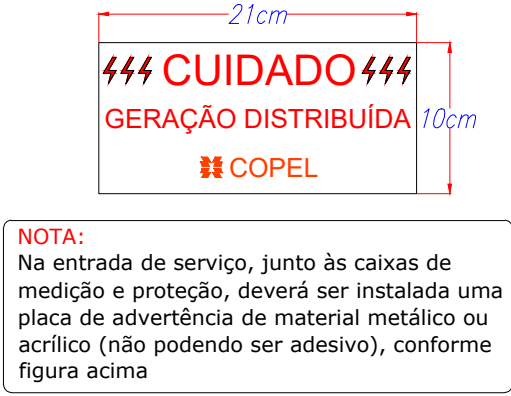 21cm
CUIDADO
GERAÇÃO DISTRIBUÍDA
10cm
COPEL
NOTA:
Na entrada de serviço, junto às caixas de
medição e proteção, deverá ser instalada uma
placa de advertência de material metálico ou
acrílico (não podendo ser adesivo), conforme
figura acima